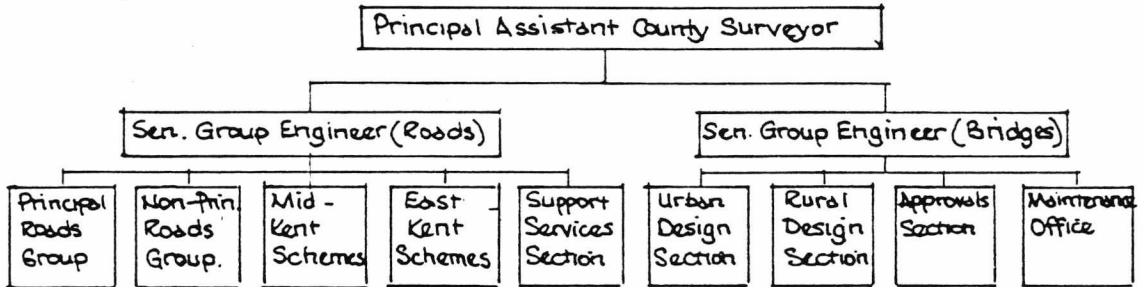 Principal Assistant County Surveyor
Sen. Group Engineer (Roads)
Sen. Group Engineer (Bridges)
Principal
Roads
Group
Non-Prin.
Roads
Group.
Mid-
Kent
Schemes
East
Kent
Schemes
Support
Services
Section
Urban
Design
Section
Rural
Design
Section
Approvals
Section
Maintenance
Office